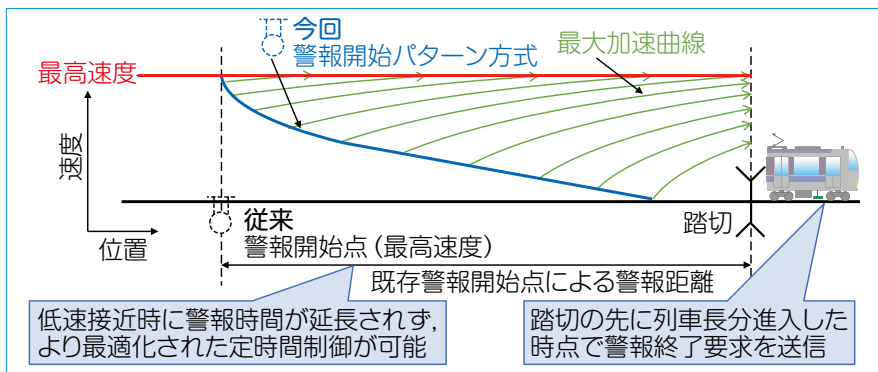 今回
警報開始パターン方式
最大加速曲線
最高速度
速度
位置
従来
警報開始点(最高速度)
踏切
既存警報開始点による警報距離
低速接近時に警報時間が延長されず,
より最適化された定時間制御が可能
踏切の先に列車長分進入した
時点で警報終了要求を送信